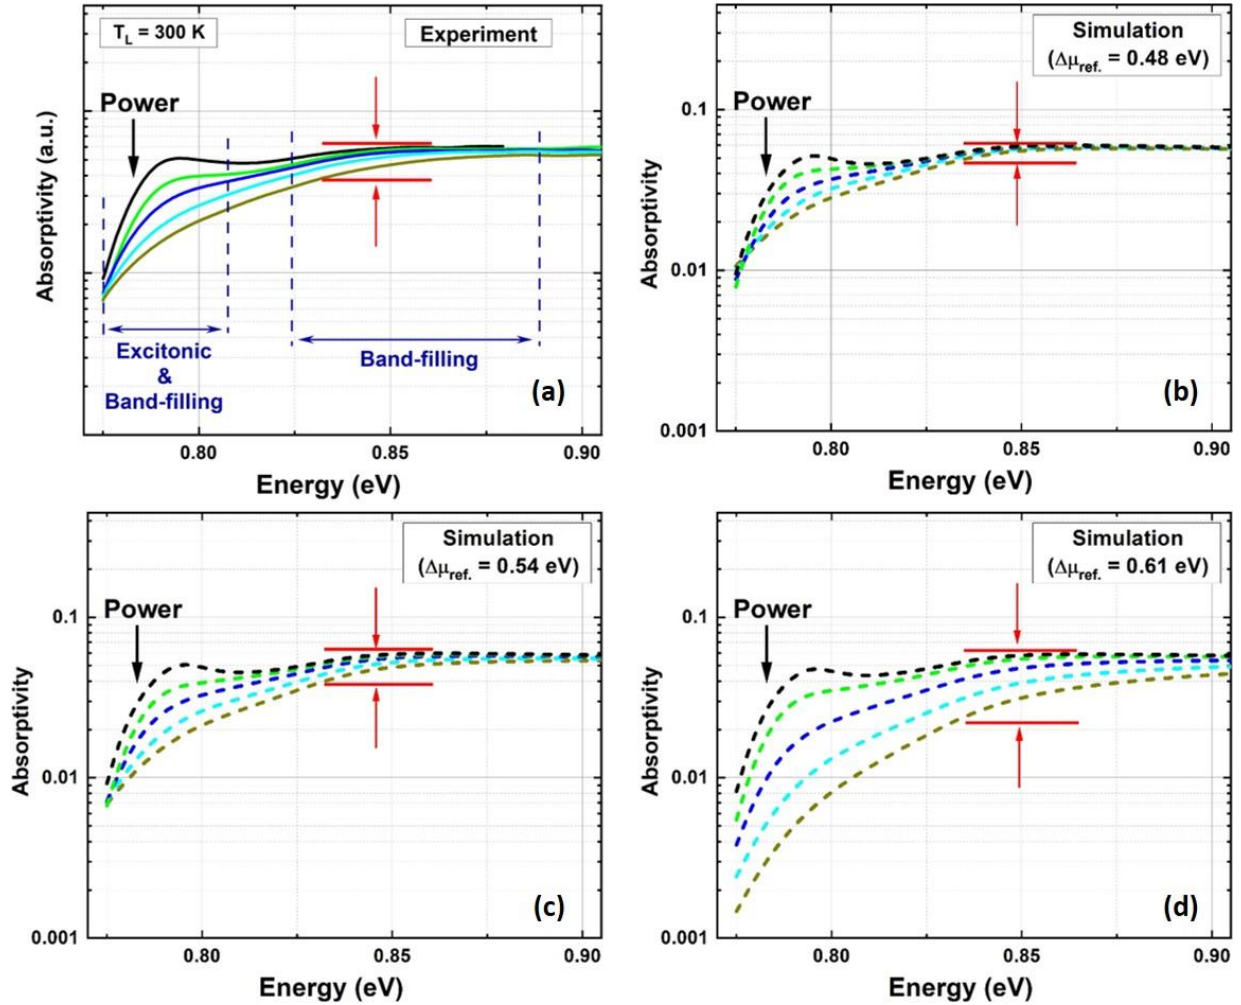 T_L = 300 K
Experiment
Power
Absorptivity (a.u.)
Excitonic
&
Band-filling
Band-filling
(a)
0.80
0.85
0.90
Energy (eV)
Simulation
(Δμ_ref. = 0.48 eV)
Power
0.1
0.01
0.001
Absorptivity
(b)
0.80
0.85
0.90
Energy (eV)
Simulation
(Δμ_ref. = 0.54 eV)
Power
0.1
0.01
0.001
Absorptivity
(c)
0.80
0.85
0.90
Energy (eV)
Simulation
(Δμ_ref. = 0.61 eV)
Power
0.1
0.01
0.001
Absorptivity
(d)
0.80
0.85
0.90
Energy (eV)